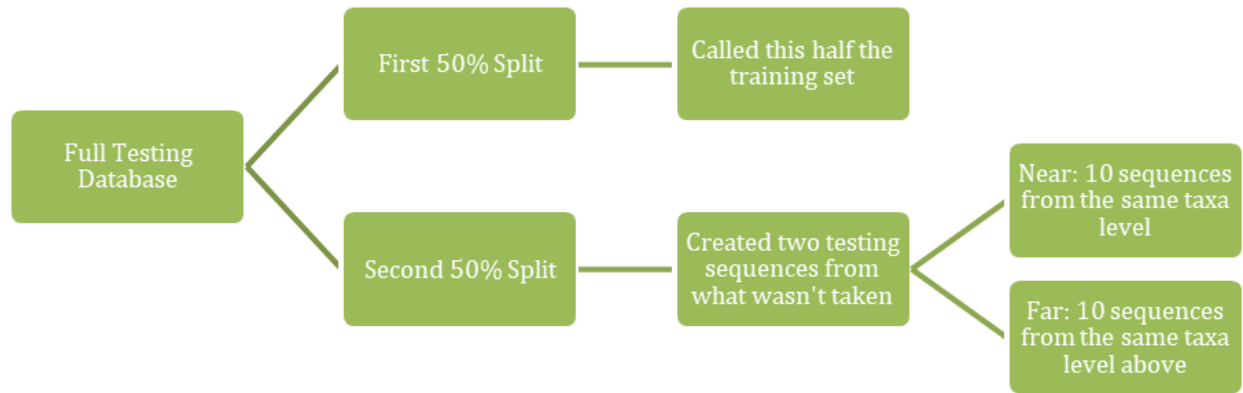 Full Testing
Database
First 50% Split
Called this half the
training set
Second 50% Split
Created two testing
sequences from
what wasn't taken
Near: 10 sequences
from the same taxa
level
Far: 10 sequences
from the same taxa
level above